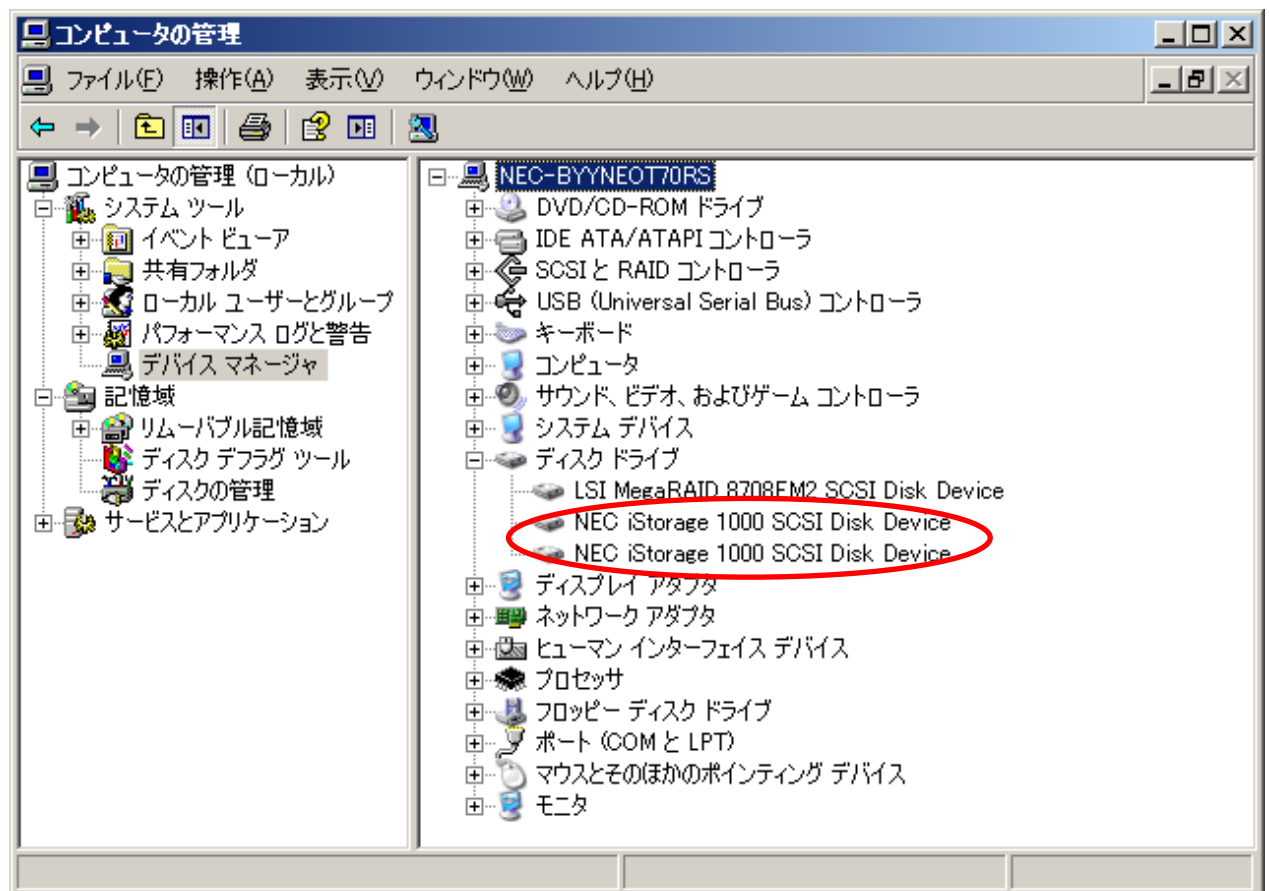 コンピュータの管理
ファイル(F) 操作(A) 表示(V) ウィンドウ(W) ヘルプ(H)
コンピュータの管理 (ローカル)
システム ツール
イベント ビューア
共有フォルダ
ローカル ユーザーとグループ
パフォーマンス ログと警告
デバイス マネージャ
記憶域
リムーバブル記憶域
ディスク デフラグ ツール
ディスクの管理
サービスとアプリケーション
NEC-BYYNEOT70RS
DVD/CD-ROM ドライブ
IDE ATA/ATAPI コントローラ
SCSI と RAID コントローラ
USB (Universal Serial Bus) コントローラ
キーボード
コンピュータ
サウンド、ビデオ、およびゲーム コントローラ
システム デバイス
ディスク ドライブ
LSI MegaRAID 8708EM2 SCSI Disk Device
NEC iStorage 1000 SCSI Disk Device
NEC iStorage 1000 SCSI Disk Device
ディスプレイ アダプタ
ネットワーク アダプタ
ヒューマン インターフェイス デバイス
プロセッサ
フロッピー ディスク ドライブ
ポート (COM と LPT)
マウスとそのほかのポインティング デバイス
モニタ